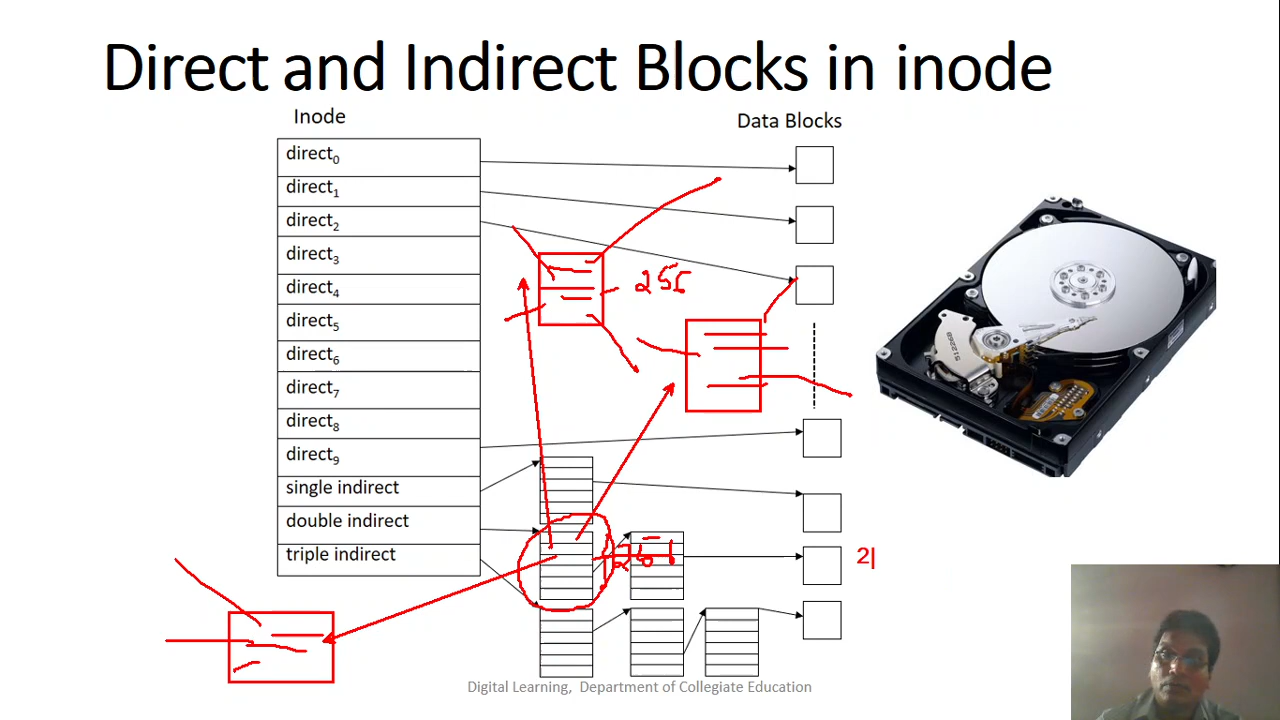 Direct and Indirect Blocks in inode
Inode
Data Blocks
direct0
direct1
direct2
direct3
direct4
direct5
direct6
direct7
direct8
direct9
single indirect
double indirect
triple indirect
2|
Digital Learning, Department of Collegiate Education